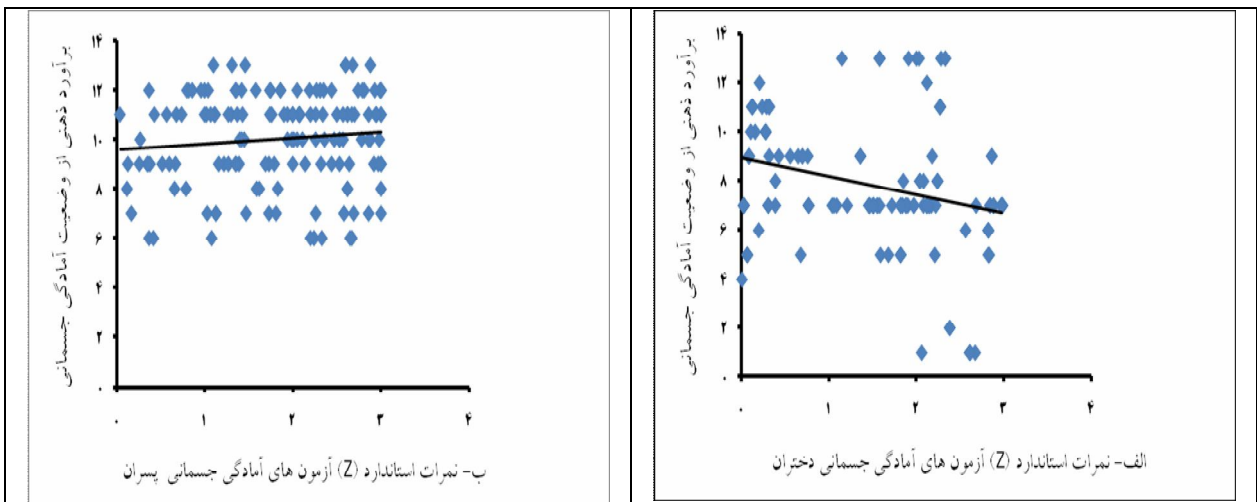 برآورد ذهنی از وضعیت آمادگی جسمانی
۱۴
۱۲
۱۰
۸
۶
۴
۲
۰
۰ ۱ ۲ ۳ ۴
الف- نمرات استاندارد (Z) آزمون های آمادگی جسمانی دختران
برآورد ذهنی از وضعیت آمادگی جسمانی
۱۴
۱۲
۱۰
۸
۶
۴
۲
۰
۰ ۱ ۲ ۳ ۴
ب- نمرات استاندارد (Z) آزمون های آمادگی جسمانی پسران